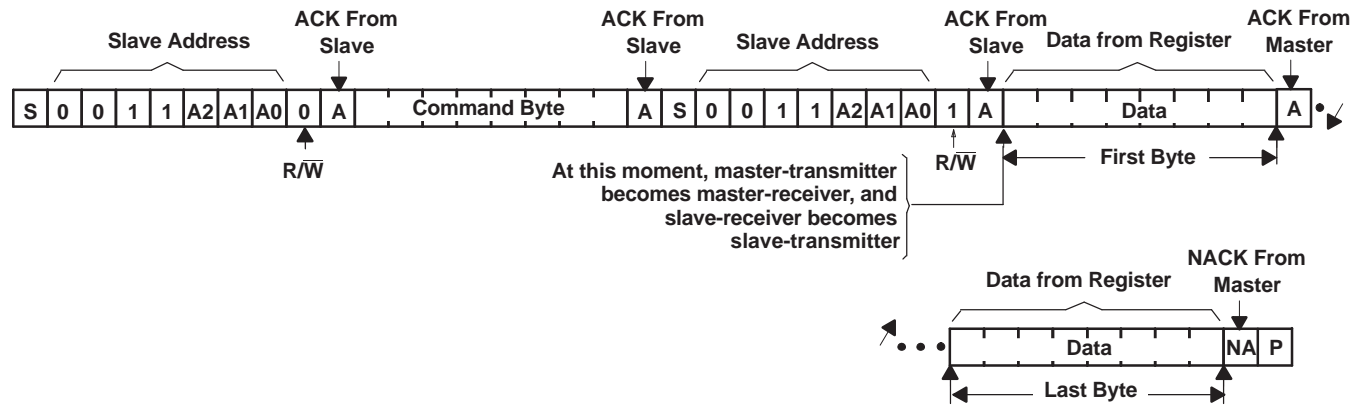 Slave Address
ACK From
Slave
ACK From
Slave
Slave Address
ACK From
Slave
Data from Register
ACK From
Master
S 0 0 1 1 A2 A1 A0 0 A Command Byte A S 0 0 1 1 A2 A1 A0 1 A Data A
R/W̅
R/W̅
First Byte
At this moment, master-transmitter
becomes master-receiver, and
slave-receiver becomes
slave-transmitter
Data from Register
NACK From
Master
Data NA P
Last Byte